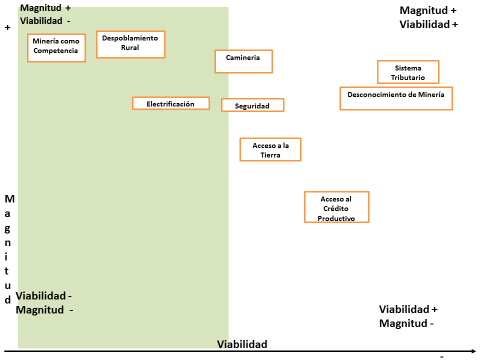 Magnitud +
Viabilidad -
Magnitud +
Viabilidad +
+
Minería como
Competencia
Despoblamiento
Rural
Caminería
Sistema
Tributario
Desconocimiento de Minería
Electrificación
Seguridad
Acceso a la
Tierra
Acceso al
Crédito
Productivo
M
a
g
n
i
t
u
d
Viabilidad -
Magnitud -
Viabilidad +
Magnitud -
Viabilidad
-